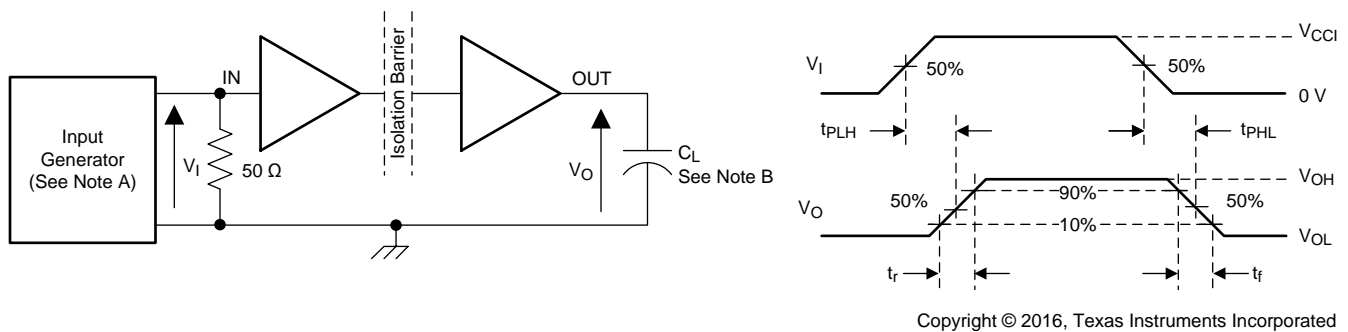 Input
Generator
(See Note A)
IN
V_I
50 Ω
Isolation Barrier
OUT
V_O
C_L
See Note B
V_I
50%
50%
V_CCI
0 V
t_PLH
t_PHL
V_O
50%
90%
50%
10%
V_OH
V_OL
t_r
t_f
Copyright © 2016, Texas Instruments Incorporated